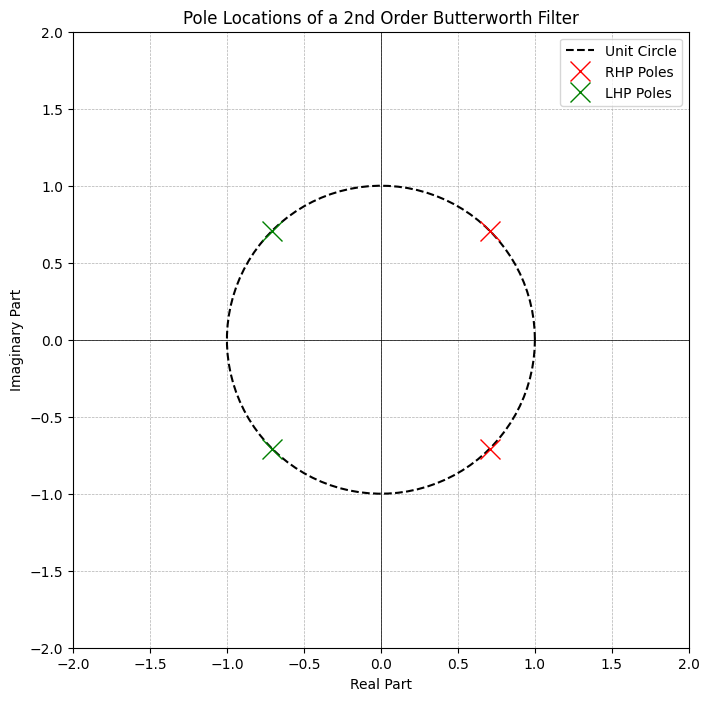 Pole Locations of a 2nd Order Butterworth Filter
Unit Circle
RHP Poles
LHP Poles
2.0
1.5
1.0
0.5
0.0
−0.5
−1.0
−1.5
−2.0
Imaginary Part
−2.0 −1.5 −1.0 −0.5 0.0 0.5 1.0 1.5 2.0
Real Part